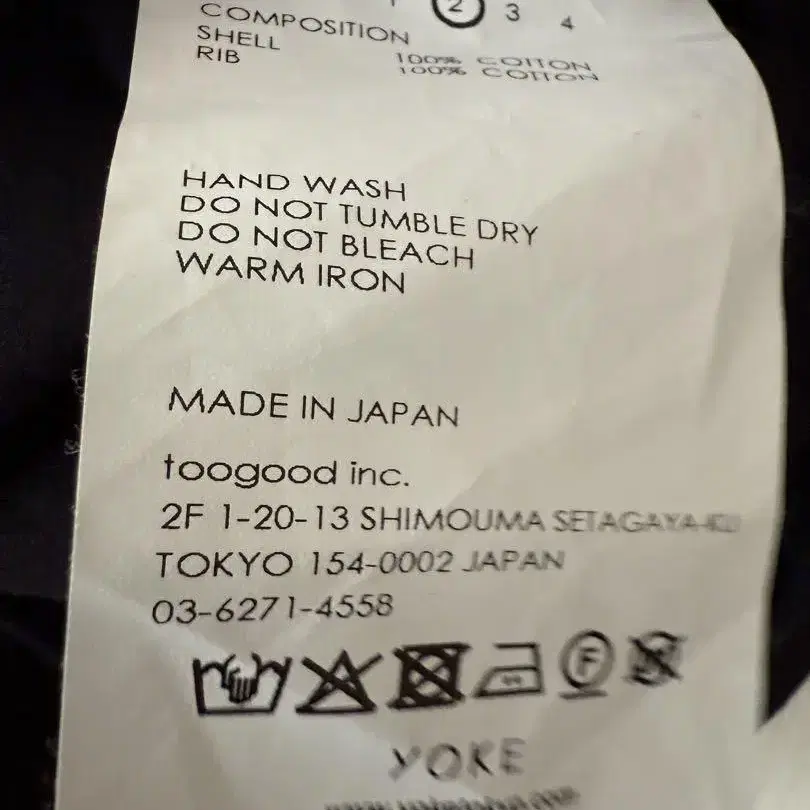 2 3 4
COMPOSITION
SHELL 100% COTTON
RIB 100% COTTON
HAND WASH
DO NOT TUMBLE DRY
DO NOT BLEACH
WARM IRON
MADE IN JAPAN
toogood inc.
2F 1-20-13 SHIMOUMA SETAGAYA-KU
TOKYO 154-0002 JAPAN
03-6271-4558
F
YOKE